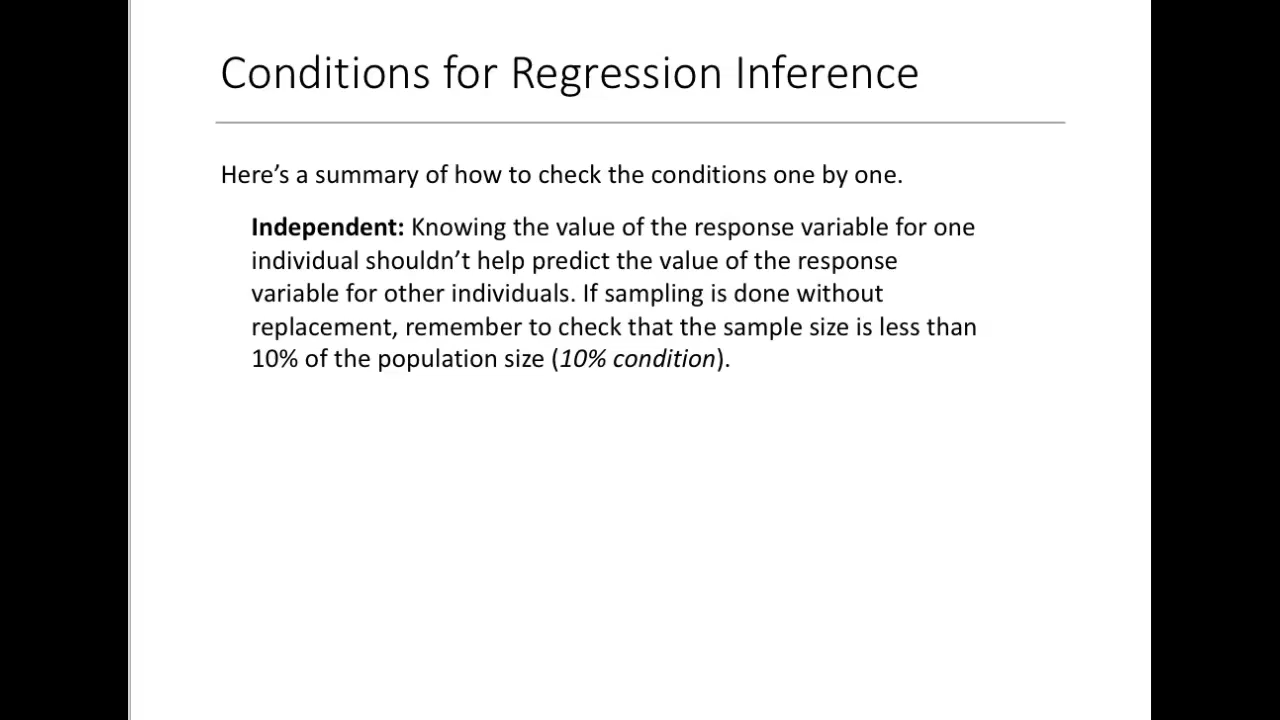 Conditions for Regression Inference
Here’s a summary of how to check the conditions one by one.
Independent: Knowing the value of the response variable for one
individual shouldn’t help predict the value of the response
variable for other individuals. If sampling is done without
replacement, remember to check that the sample size is less than
10% of the population size (10% condition).